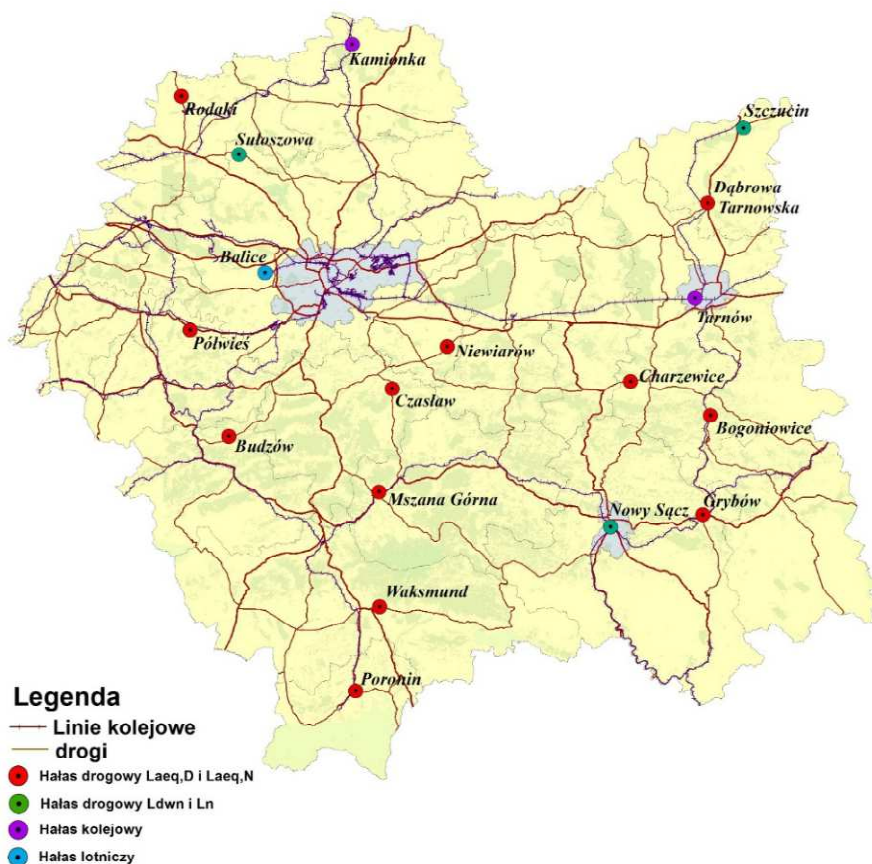 Kamionka
Rodaki
Szczucin
Sułoszowa
Dąbrowa
Tarnowska
Balice
Tarnów
Półwieś
Niewiarów
Charzewice
Czasław
Bogoniowice
Budzów
Mszana Górna
Grybów
Nowy Sącz
Waksmund
Poronin
Legenda
Linie kolejowe
drogi
Hałas drogowy Laeq,D i Laeq,N
Hałas drogowy Ldwn i Ln
Hałas kolejowy
Hałas lotniczy